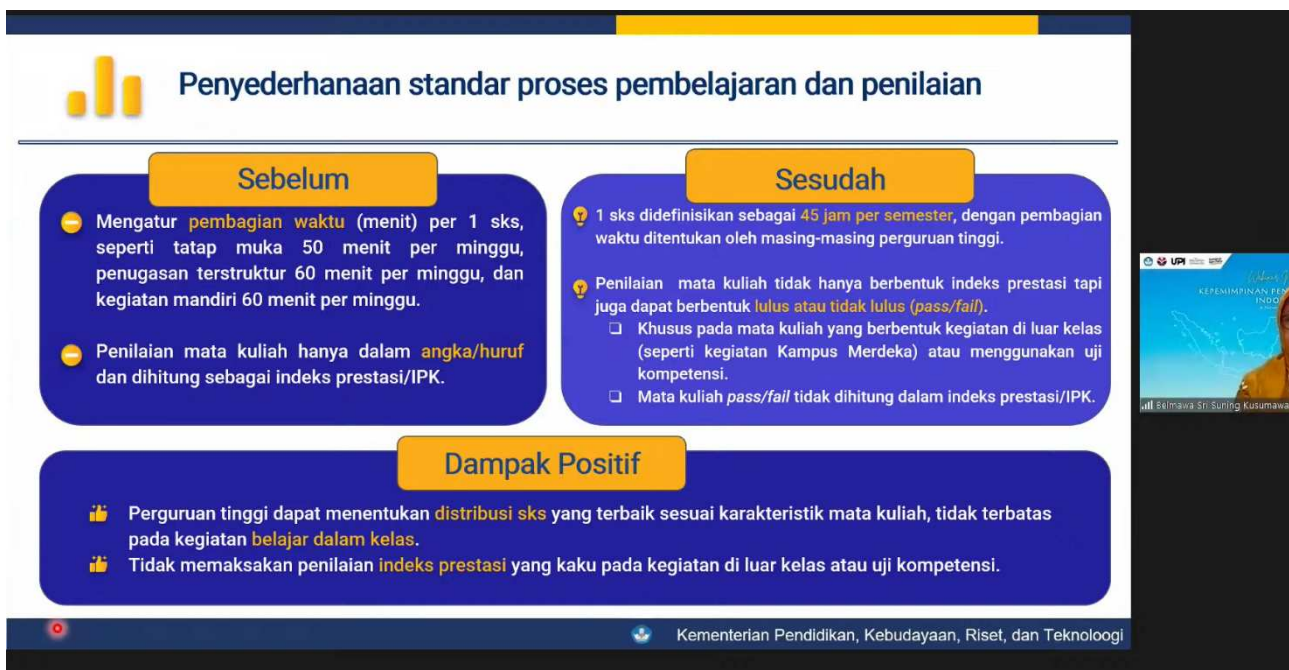 Penyederhanaan standar proses pembelajaran dan penilaian
Sebelum
Mengatur pembagian waktu (menit) per 1 sks,
seperti tatap muka 50 menit per minggu,
penugasan terstruktur 60 menit per minggu, dan
kegiatan mandiri 60 menit per minggu.
Penilaian mata kuliah hanya dalam angka/huruf
dan dihitung sebagai indeks prestasi/IPK.
Sesudah
1 sks didefinisikan sebagai 45 jam per semester, dengan pembagian
waktu ditentukan oleh masing-masing perguruan tinggi.
Penilaian mata kuliah tidak hanya berbentuk indeks prestasi tapi
juga dapat berbentuk lulus atau tidak lulus (pass/fail).
Khusus pada mata kuliah yang berbentuk kegiatan di luar kelas
(seperti kegiatan Kampus Merdeka) atau menggunakan uji
kompetensi.
Mata kuliah pass/fail tidak dihitung dalam indeks prestasi/IPK.
Dampak Positif
Perguruan tinggi dapat menentukan distribusi sks yang terbaik sesuai karakteristik mata kuliah, tidak terbatas
pada kegiatan belajar dalam kelas.
Tidak memaksakan penilaian indeks prestasi yang kaku pada kegiatan di luar kelas atau uji kompetensi.
Kementerian Pendidikan, Kebudayaan, Riset, dan Teknoloogi
UPI
KEPEMIMPINAN PEN
INDO
Belmawa Sri Suning Kusumawa